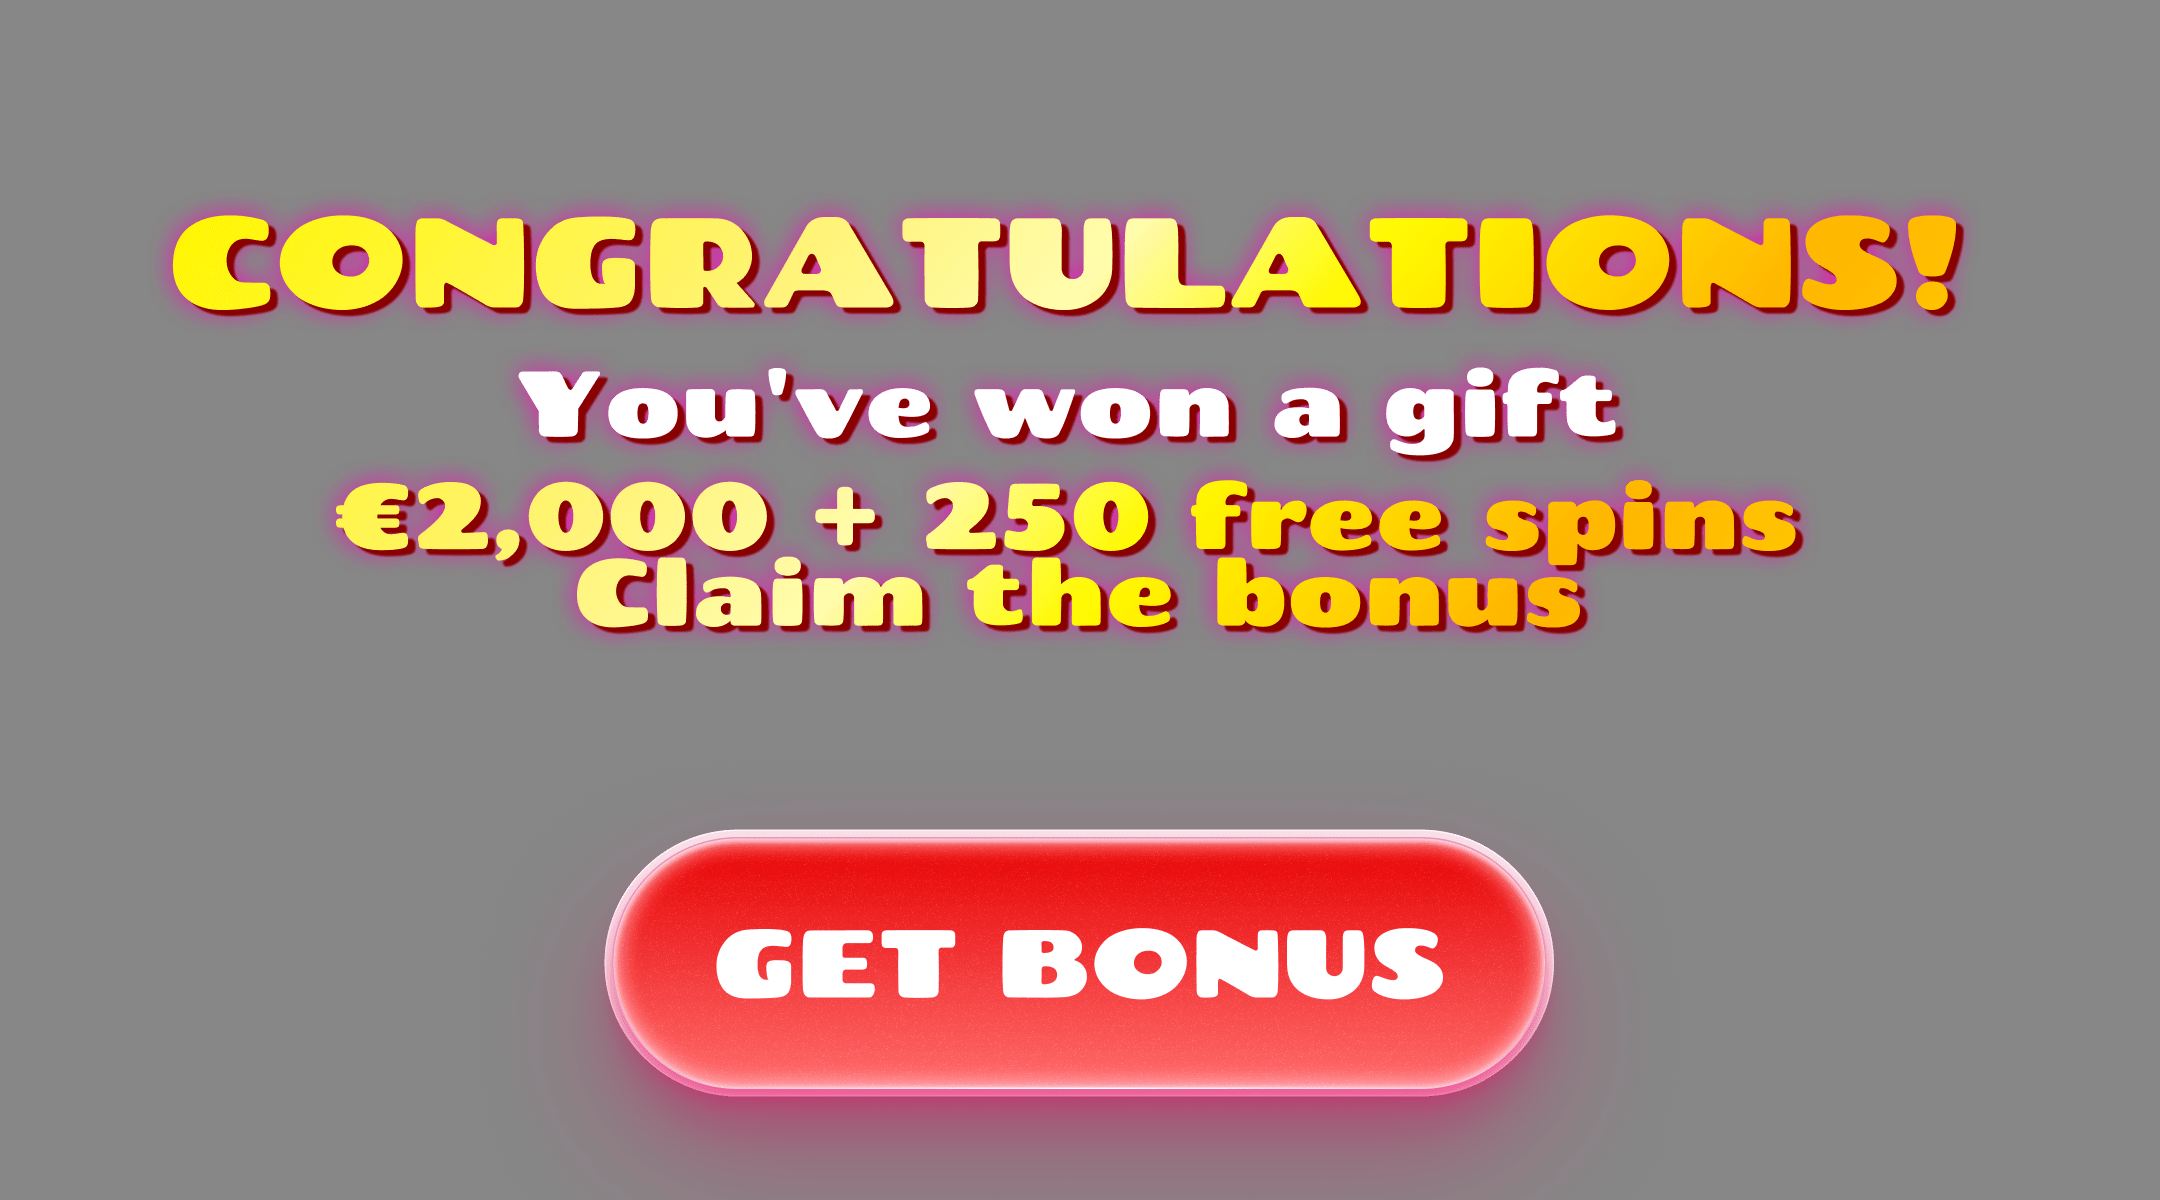 CONGRATULATIONS!
You've won a gift
€2,000 + 250 free spins
Claim the bonus
GET BONUS